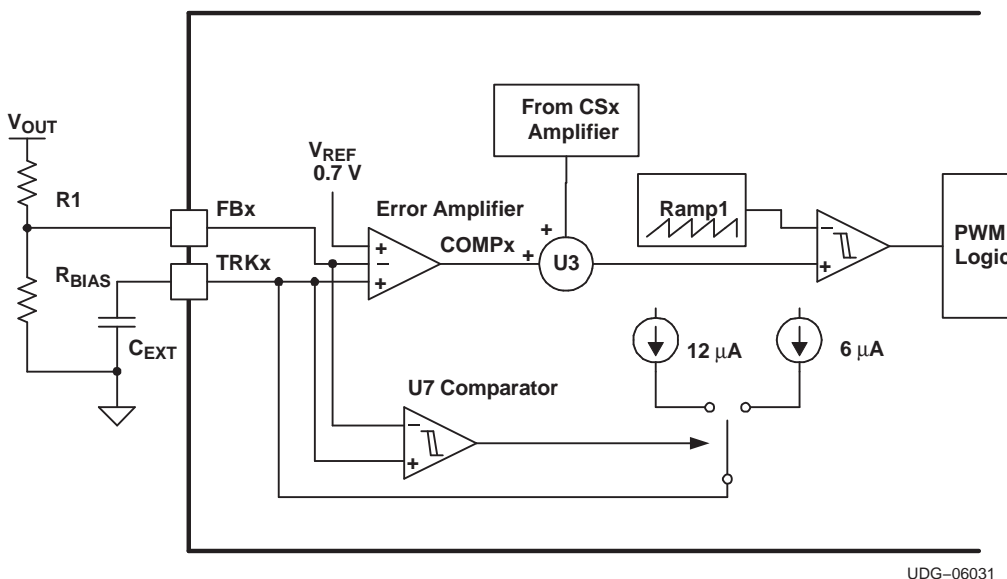 From CSx
Amplifier
VOUT
VREF
0.7 V
R1
FBx
Error Amplifier
Ramp1
COMPx
+
+
−
+
+
U3
−
+
PWM
Logic
TRKx
RBIAS
CEXT
12 μA
6 μA
U7 Comparator
−
+
UDG−06031